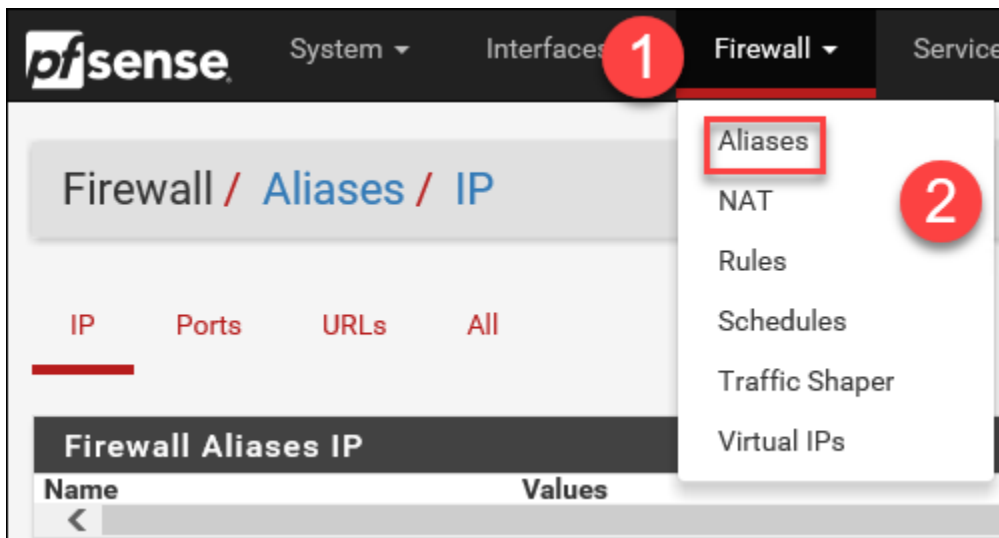 pfsense System Interfaces 1 Firewall Service
Aliases
Firewall / Aliases / IP
NAT 2
Rules
IP Ports URLs All Schedules
Traffic Shaper
Firewall Aliases IP Virtual IPs
Name Values